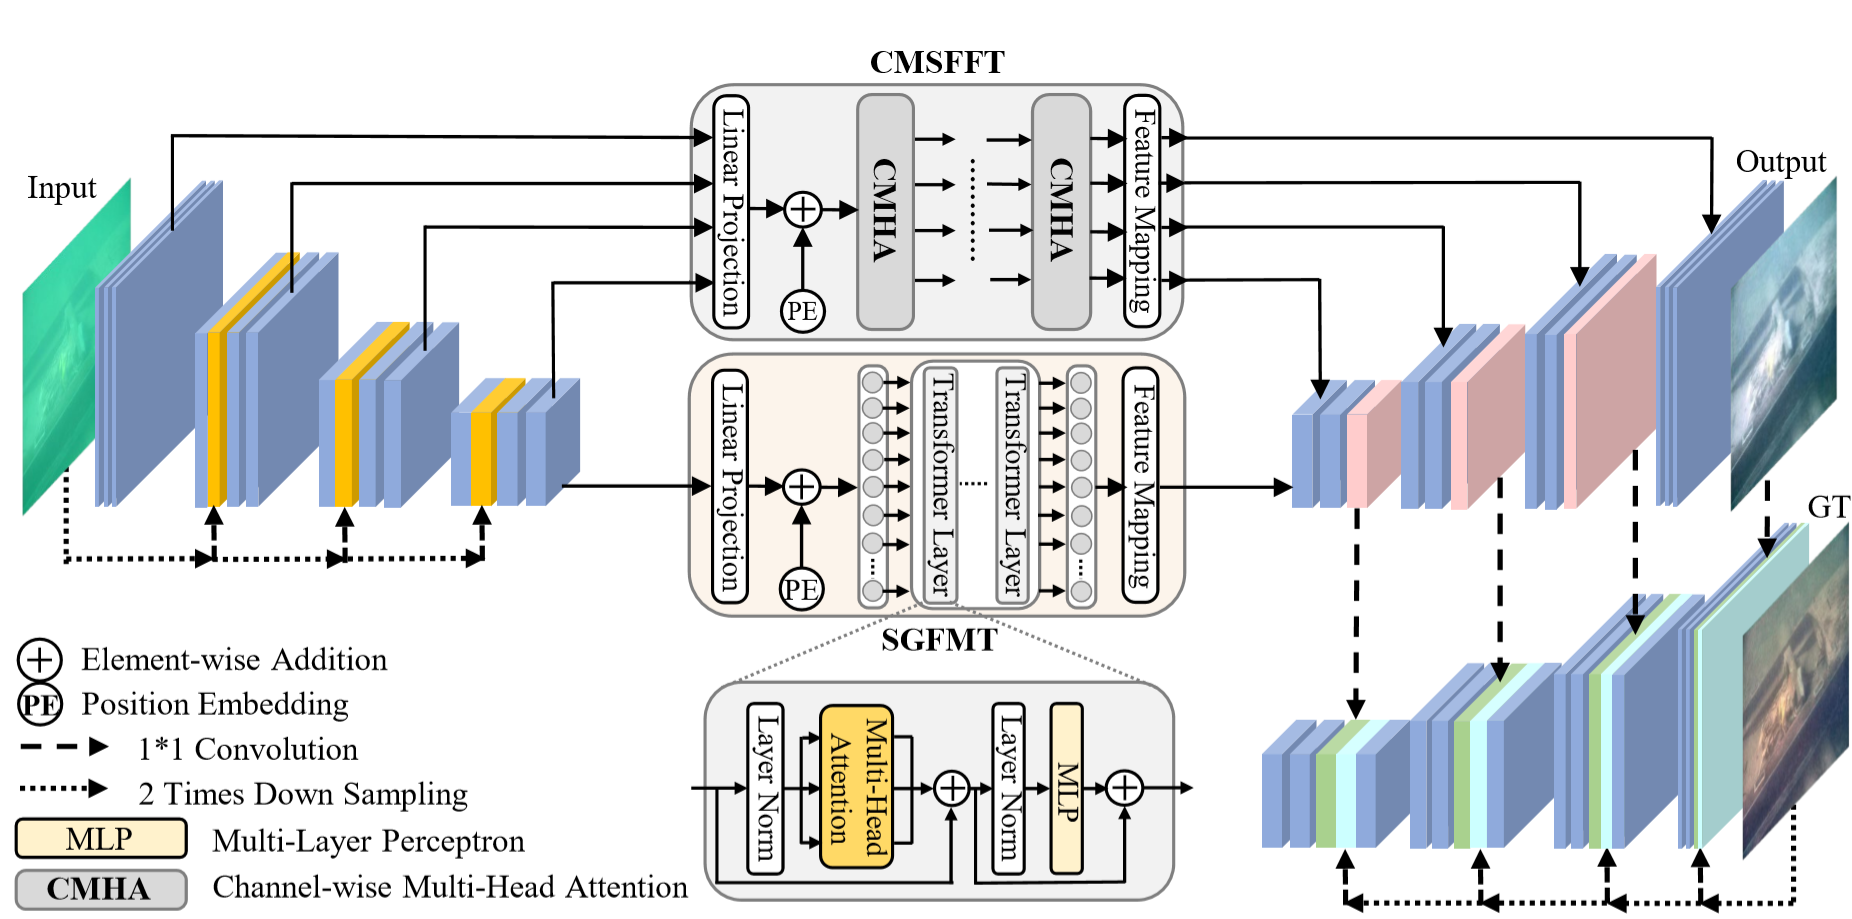 CMSFFT
Input
Linear Projection
PE
CMHA
CMHA
Feature Mapping
Output
Linear Projection
PE
Transformer Layer
Transformer Layer
Feature Mapping
SGFMT
GT
Layer Norm
Multi-Head
Attention
Layer Norm
MLP
Element-wise Addition
PE Position Embedding
1*1 Convolution
2 Times Down Sampling
MLP Multi-Layer Perceptron
CMHA Channel-wise Multi-Head Attention